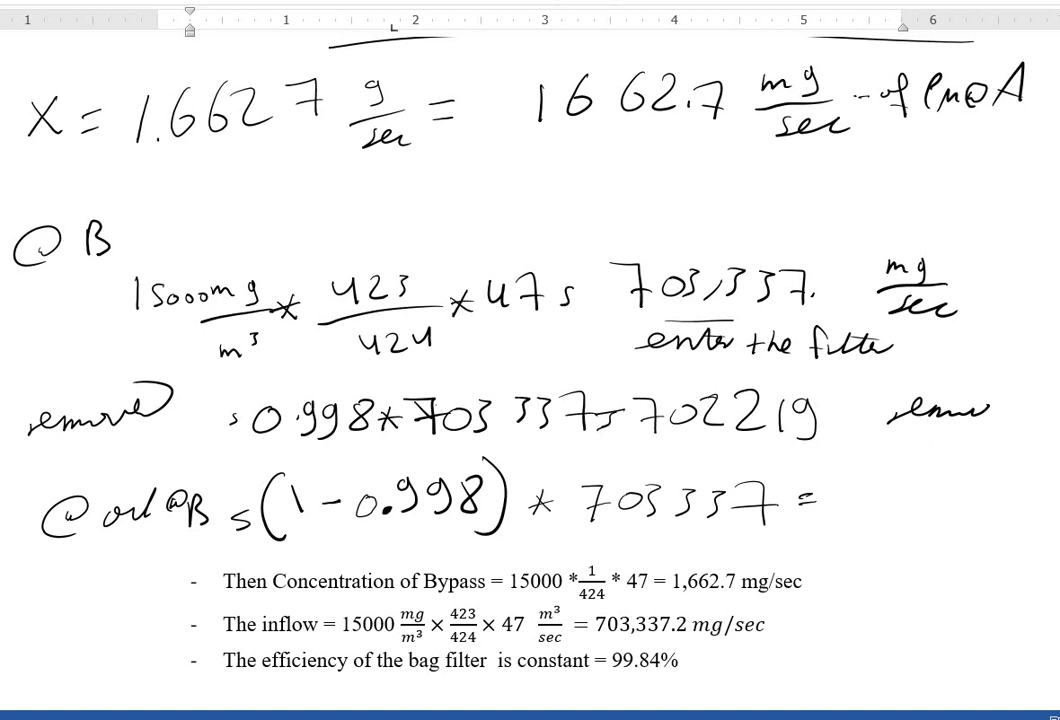 1 1 2 3 4 5 6
X = 1.6627 g/sec = 1662.7 mg/sec -- of PM @ A
@ B
15000 mg/m³ * 423/424 * 47 = 703,337. mg/sec
enter the filter
remove = 0.998 * 703337 = 702219
@ out @B = (1 - 0.998) * 703337 =
- Then Concentration of Bypass = 15000 * 1/424 * 47 = 1,662.7 mg/sec
- The inflow = 15000 mg/m³ × 423/424 × 47 m³/sec = 703,337.2 mg/sec
- The efficiency of the bag filter is constant = 99.84%